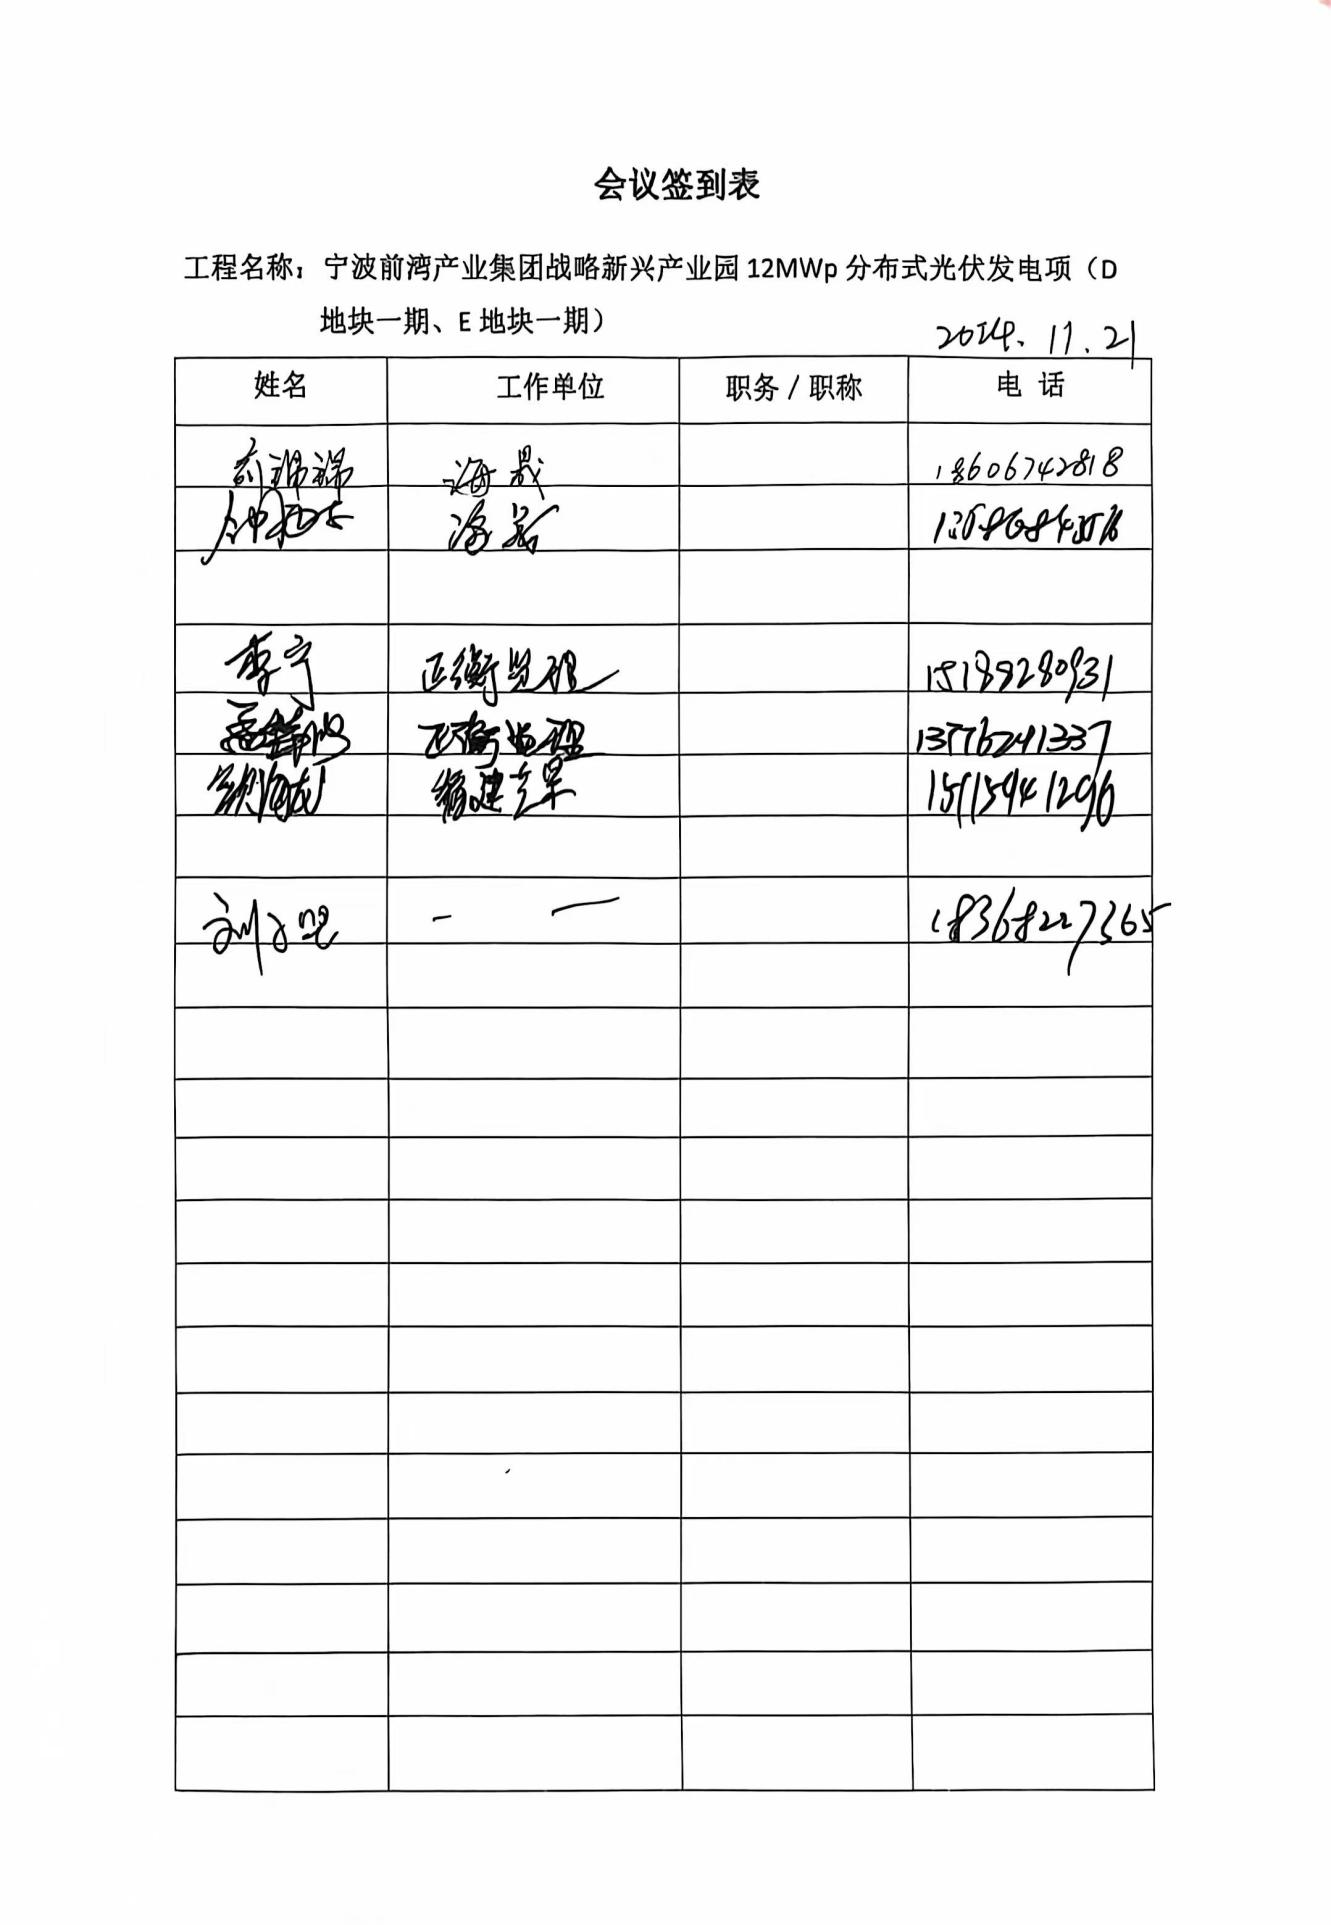 会议签到表
工程名称：宁波前湾产业集团战略新兴产业园12MWp分布式光伏发电项（D
地块一期、E地块一期）
2024.11.21
姓名 工作单位 职务/职称 电 话
海晟 18606742818
李宁 正衡监理 15189280931
正衡监理 13776241337
福建 15115941296
刘 一 一 18368227365